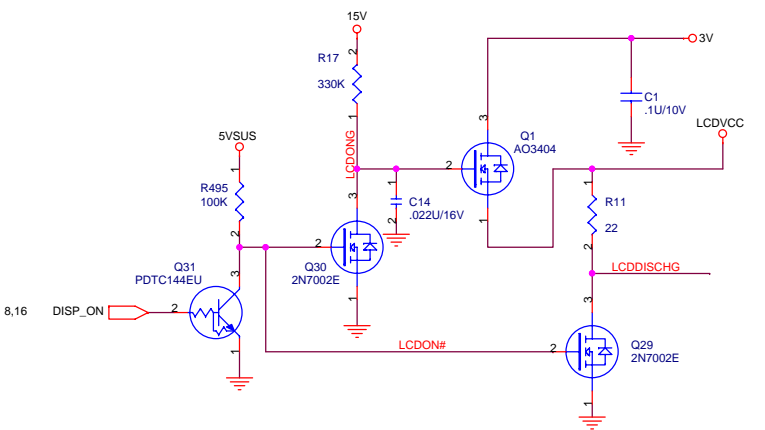 15V
3V
2
R17
330K
1
C1
.1U/10V
LCDVCC
5VSUS
3
Q1
AO3404
LCDONG
2
1
R495
100K
2
1
C14
.022U/16V
2
3
1
1
R11
22
2
2
Q30
2N7002E
Q31
PDTC144EU
3
LCDDISCHG
1
3
8,16
DISP_ON
2
1
LCDON#
2
Q29
2N7002E
1